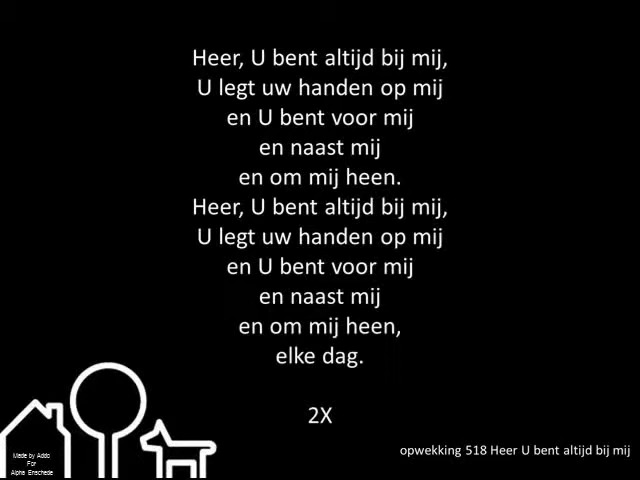 Heer, U bent altijd bij mij,
U legt uw handen op mij
en U bent voor mij
en naast mij
en om mij heen.
Heer, U bent altijd bij mij,
U legt uw handen op mij
en U bent voor mij
en naast mij
en om mij heen,
elke dag.
2X
opwekking 518 Heer U bent altijd bij mij
Made by Addo
For
Alpha Enschede